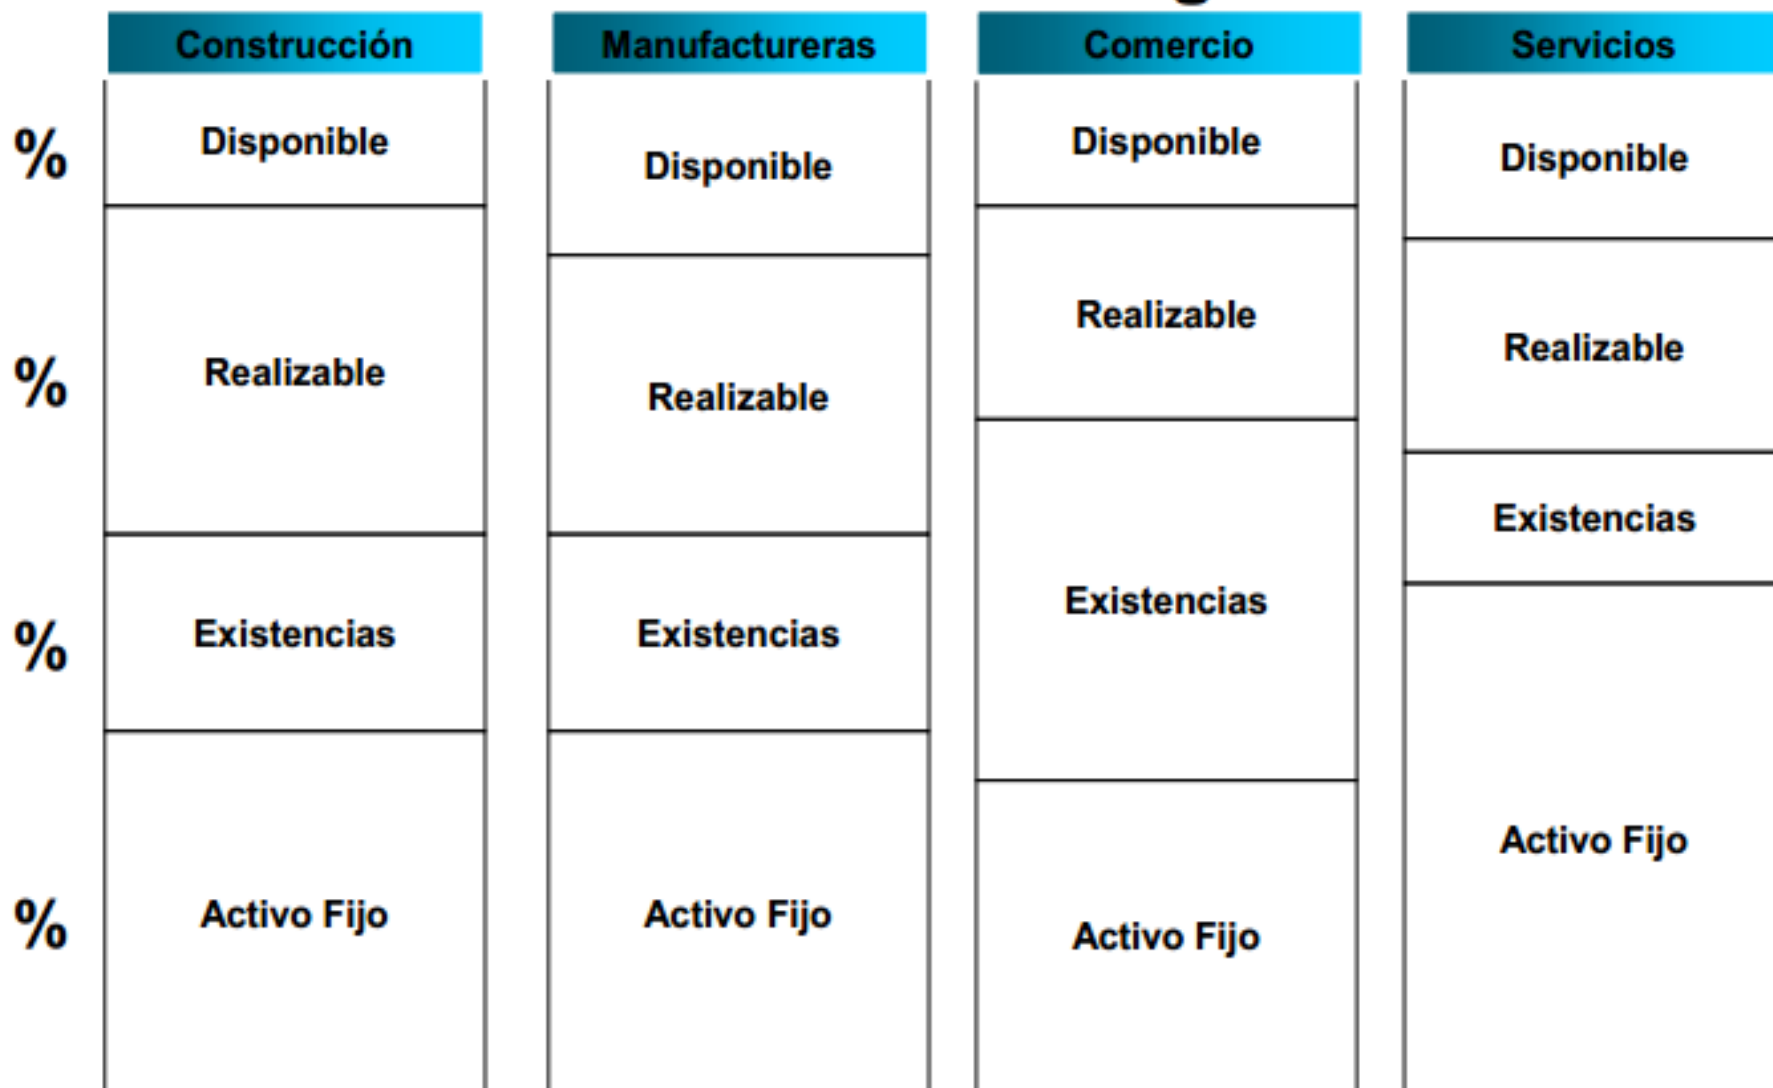 Construcción Manufactureras Comercio Servicios
% Disponible Disponible Disponible Disponible
% Realizable Realizable Realizable Realizable
% Existencias Existencias Existencias Existencias
% Activo Fijo Activo Fijo Activo Fijo Activo Fijo